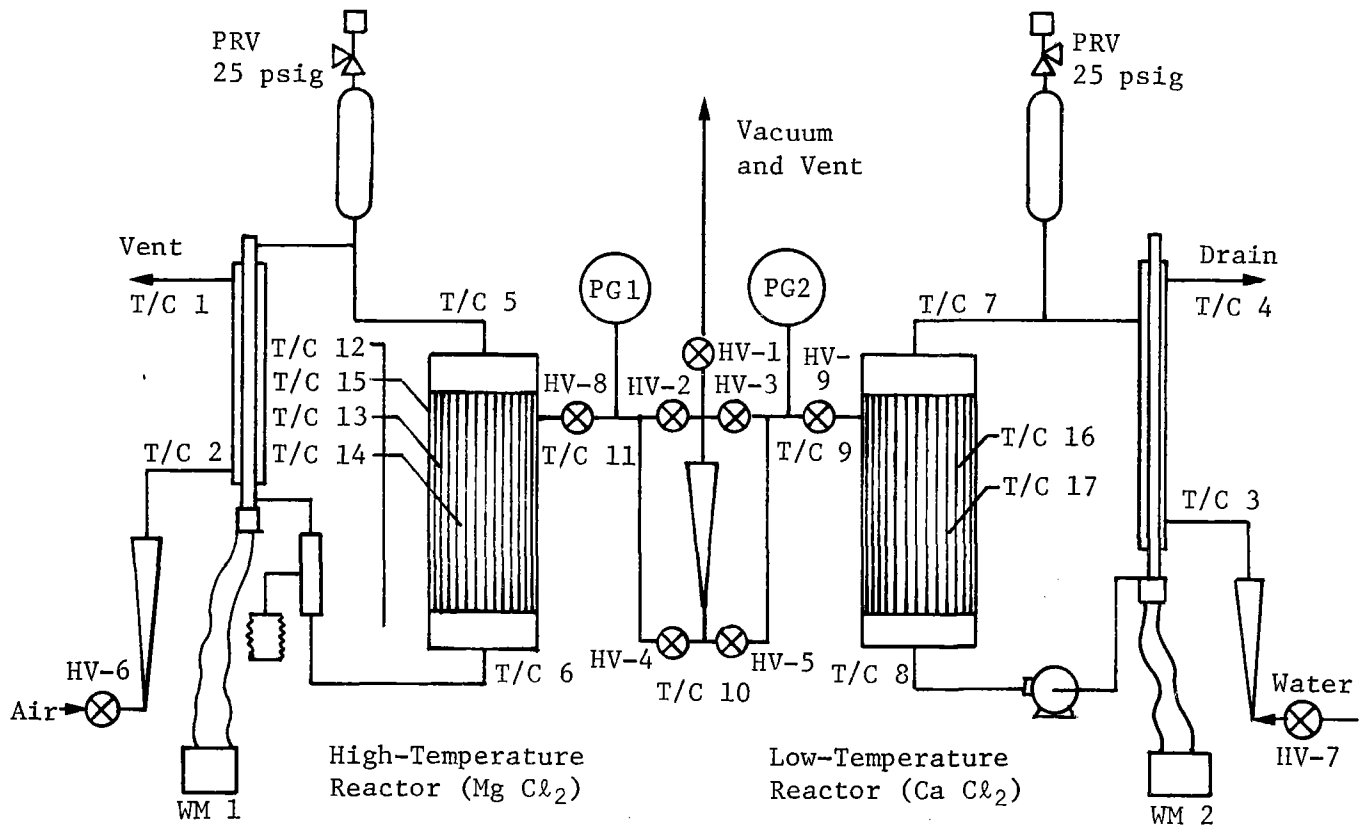 PRV
25 psig
PRV
25 psig
Vacuum
and Vent
Vent
T/C 1
T/C 5
PG1
PG2
T/C 7
Drain
T/C 4
T/C 12
T/C 15
T/C 13
T/C 14
HV-8
HV-2
HV-1
HV-3
HV-
9
T/C 2
T/C 11
T/C 9
T/C 16
T/C 17
T/C 3
HV-6
Air
T/C 6
HV-4
T/C 10
HV-5
T/C 8
Water
HV-7
High-Temperature
Reactor (Mg Cℓ₂)
Low-Temperature
Reactor (Ca Cℓ₂)
WM 1
WM 2